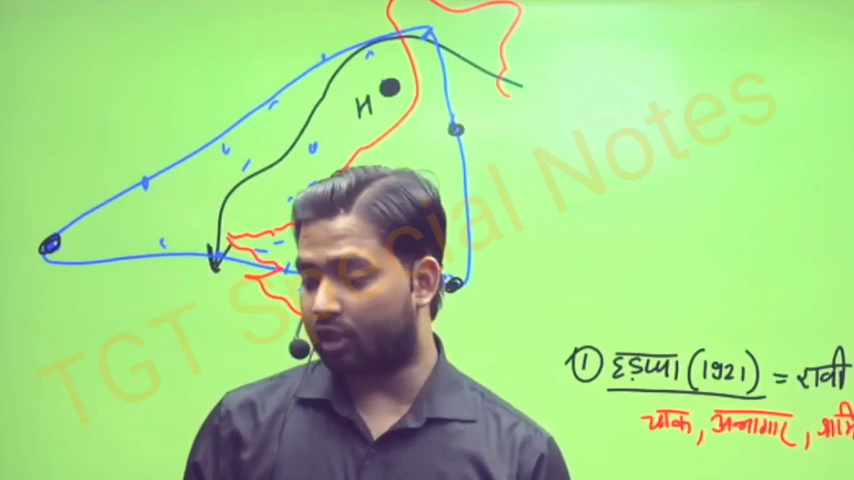 H
TGT Special Notes
① हड़प्पा (1921) = रावी
चाक, अन्नागार,